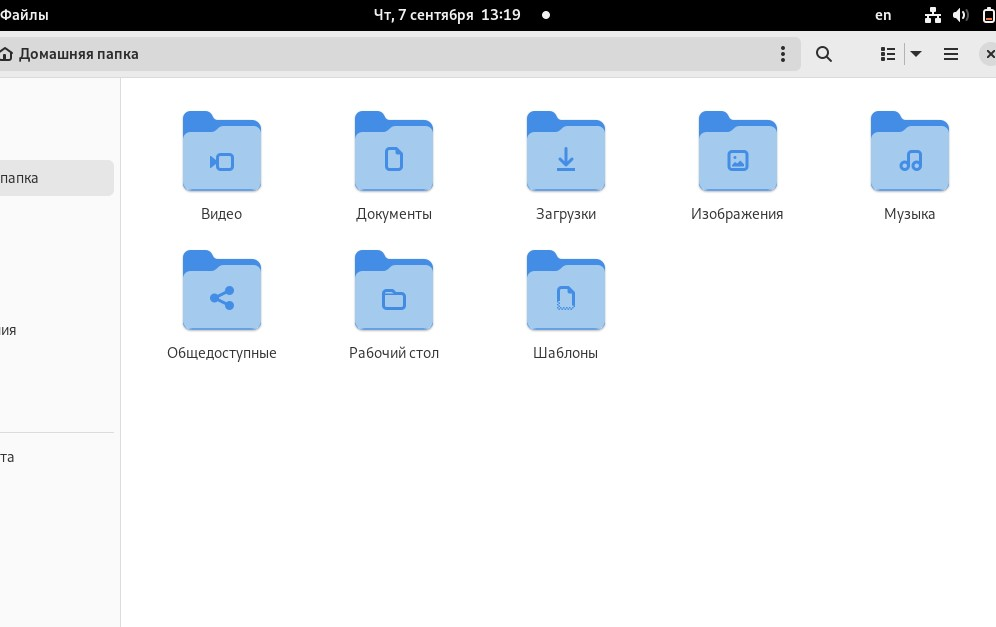 Файлы
Чт, 7 сентября 13:19
en
Домашняя папка
папка
ния
та
Видео
Документы
Загрузки
Изображения
Музыка
Общедоступные
Рабочий стол
Шаблоны